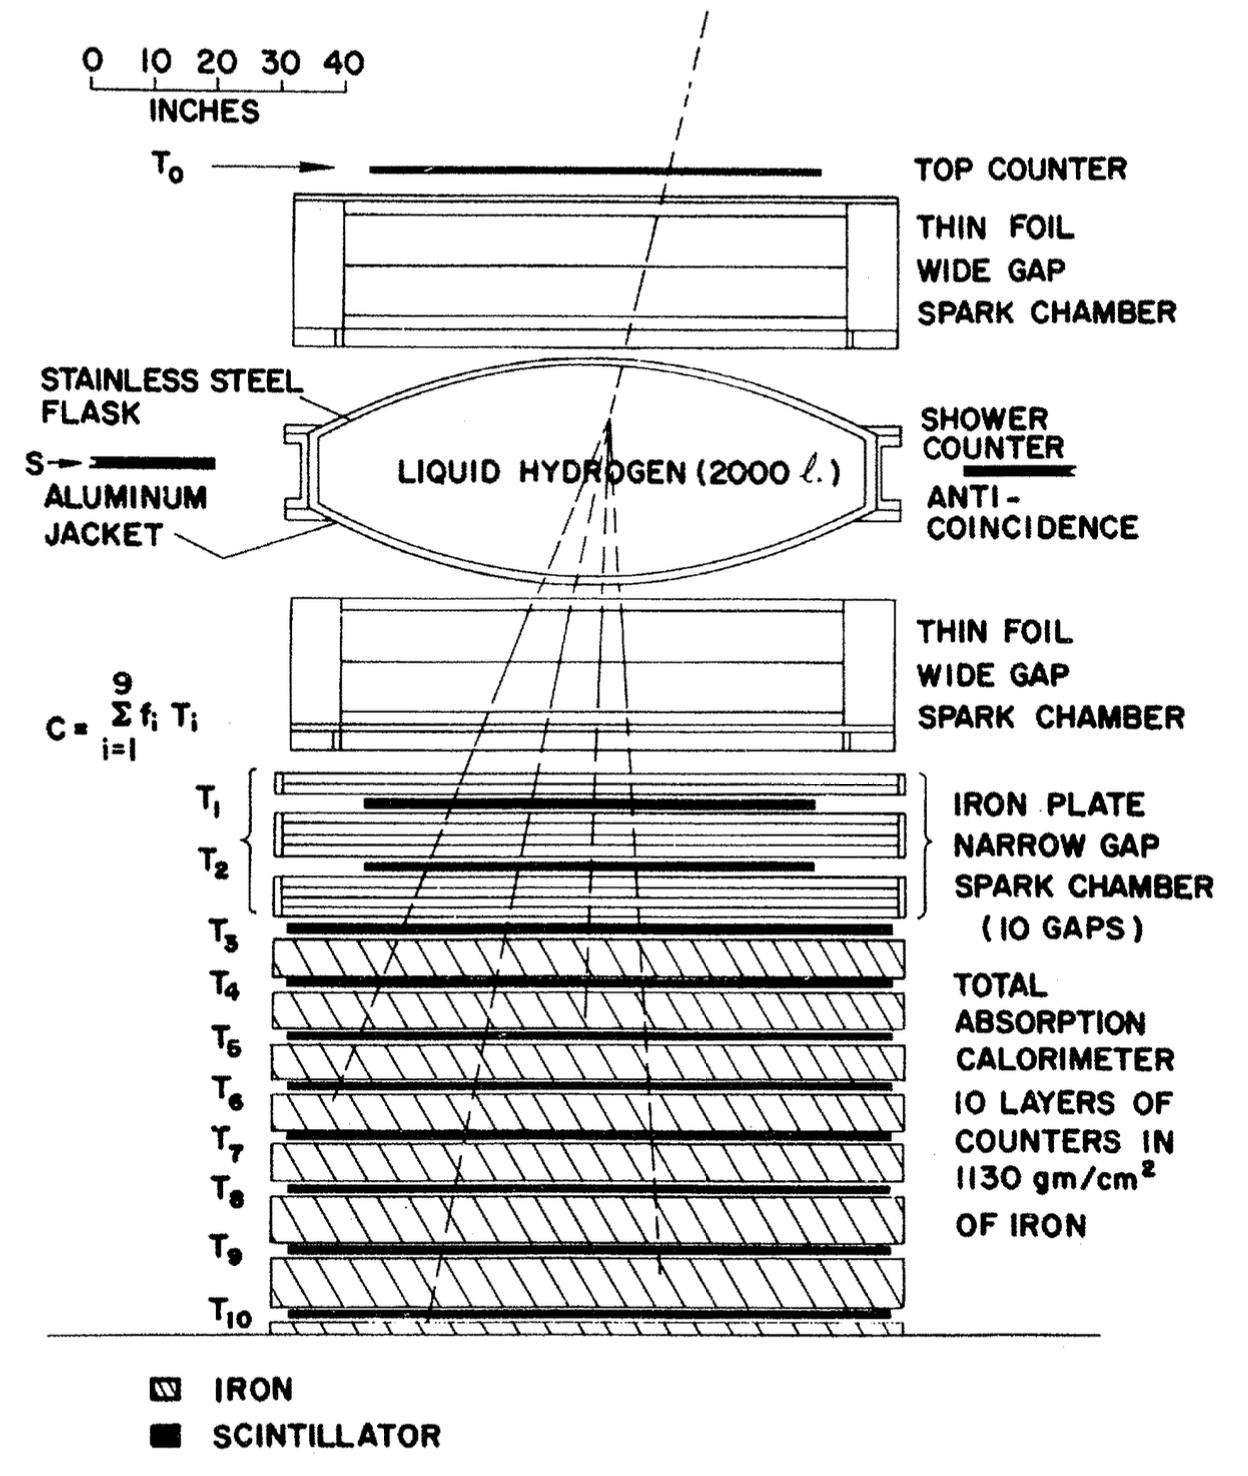 0 10 20 30 40
INCHES
T₀
TOP COUNTER
THIN FOIL
WIDE GAP
SPARK CHAMBER
STAINLESS STEEL
FLASK
S
ALUMINUM
JACKET
LIQUID HYDROGEN (2000 ℓ.)
SHOWER
COUNTER
ANTI-
COINCIDENCE
THIN FOIL
WIDE GAP
SPARK CHAMBER
9
C = Σ fᵢ Tᵢ
i=1
T₁
T₂
IRON PLATE
NARROW GAP
SPARK CHAMBER
(10 GAPS)
T₃
T₄
T₅
T₆
T₇
T₈
T₉
T₁₀
TOTAL
ABSORPTION
CALORIMETER
10 LAYERS OF
COUNTERS IN
1130 gm/cm²
OF IRON
IRON
SCINTILLATOR